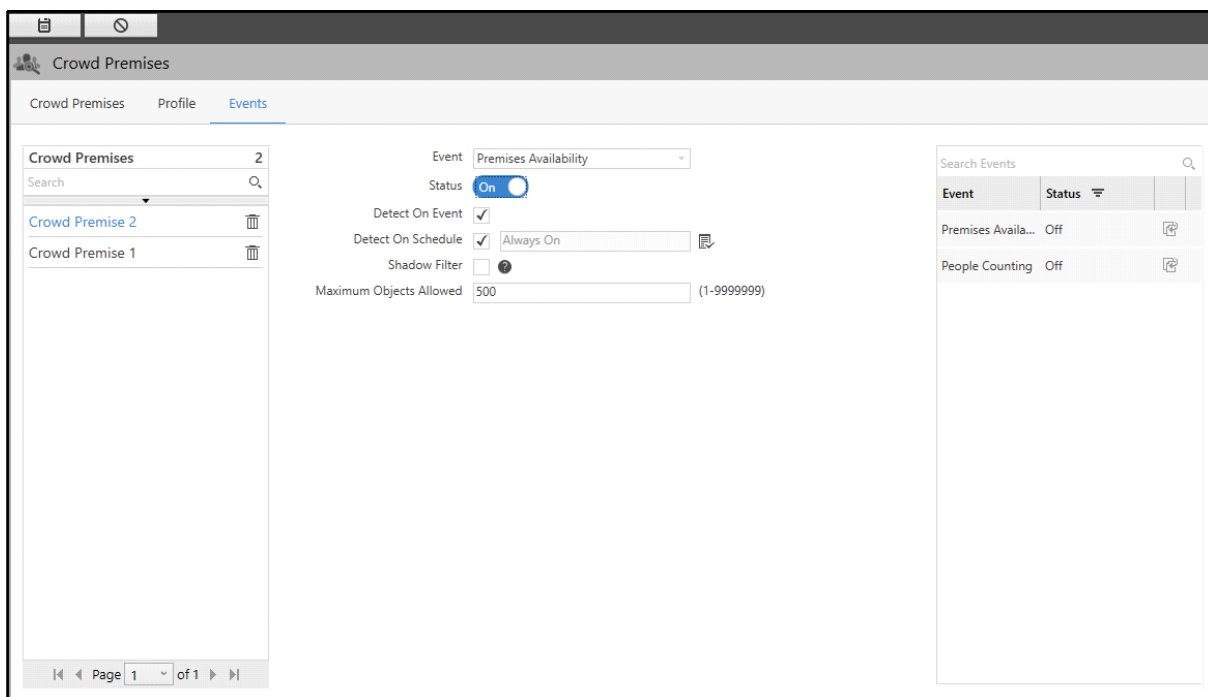 Crowd Premises
Crowd Premises Profile Events
Crowd Premises 2
Search
Crowd Premise 2
Crowd Premise 1
Page 1 of 1
Event Premises Availability
Status On
Detect On Event
Detect On Schedule Always On
Shadow Filter ?
Maximum Objects Allowed 500 (1-9999999)
Search Events
Event Status
Premises Availa... Off
People Counting Off